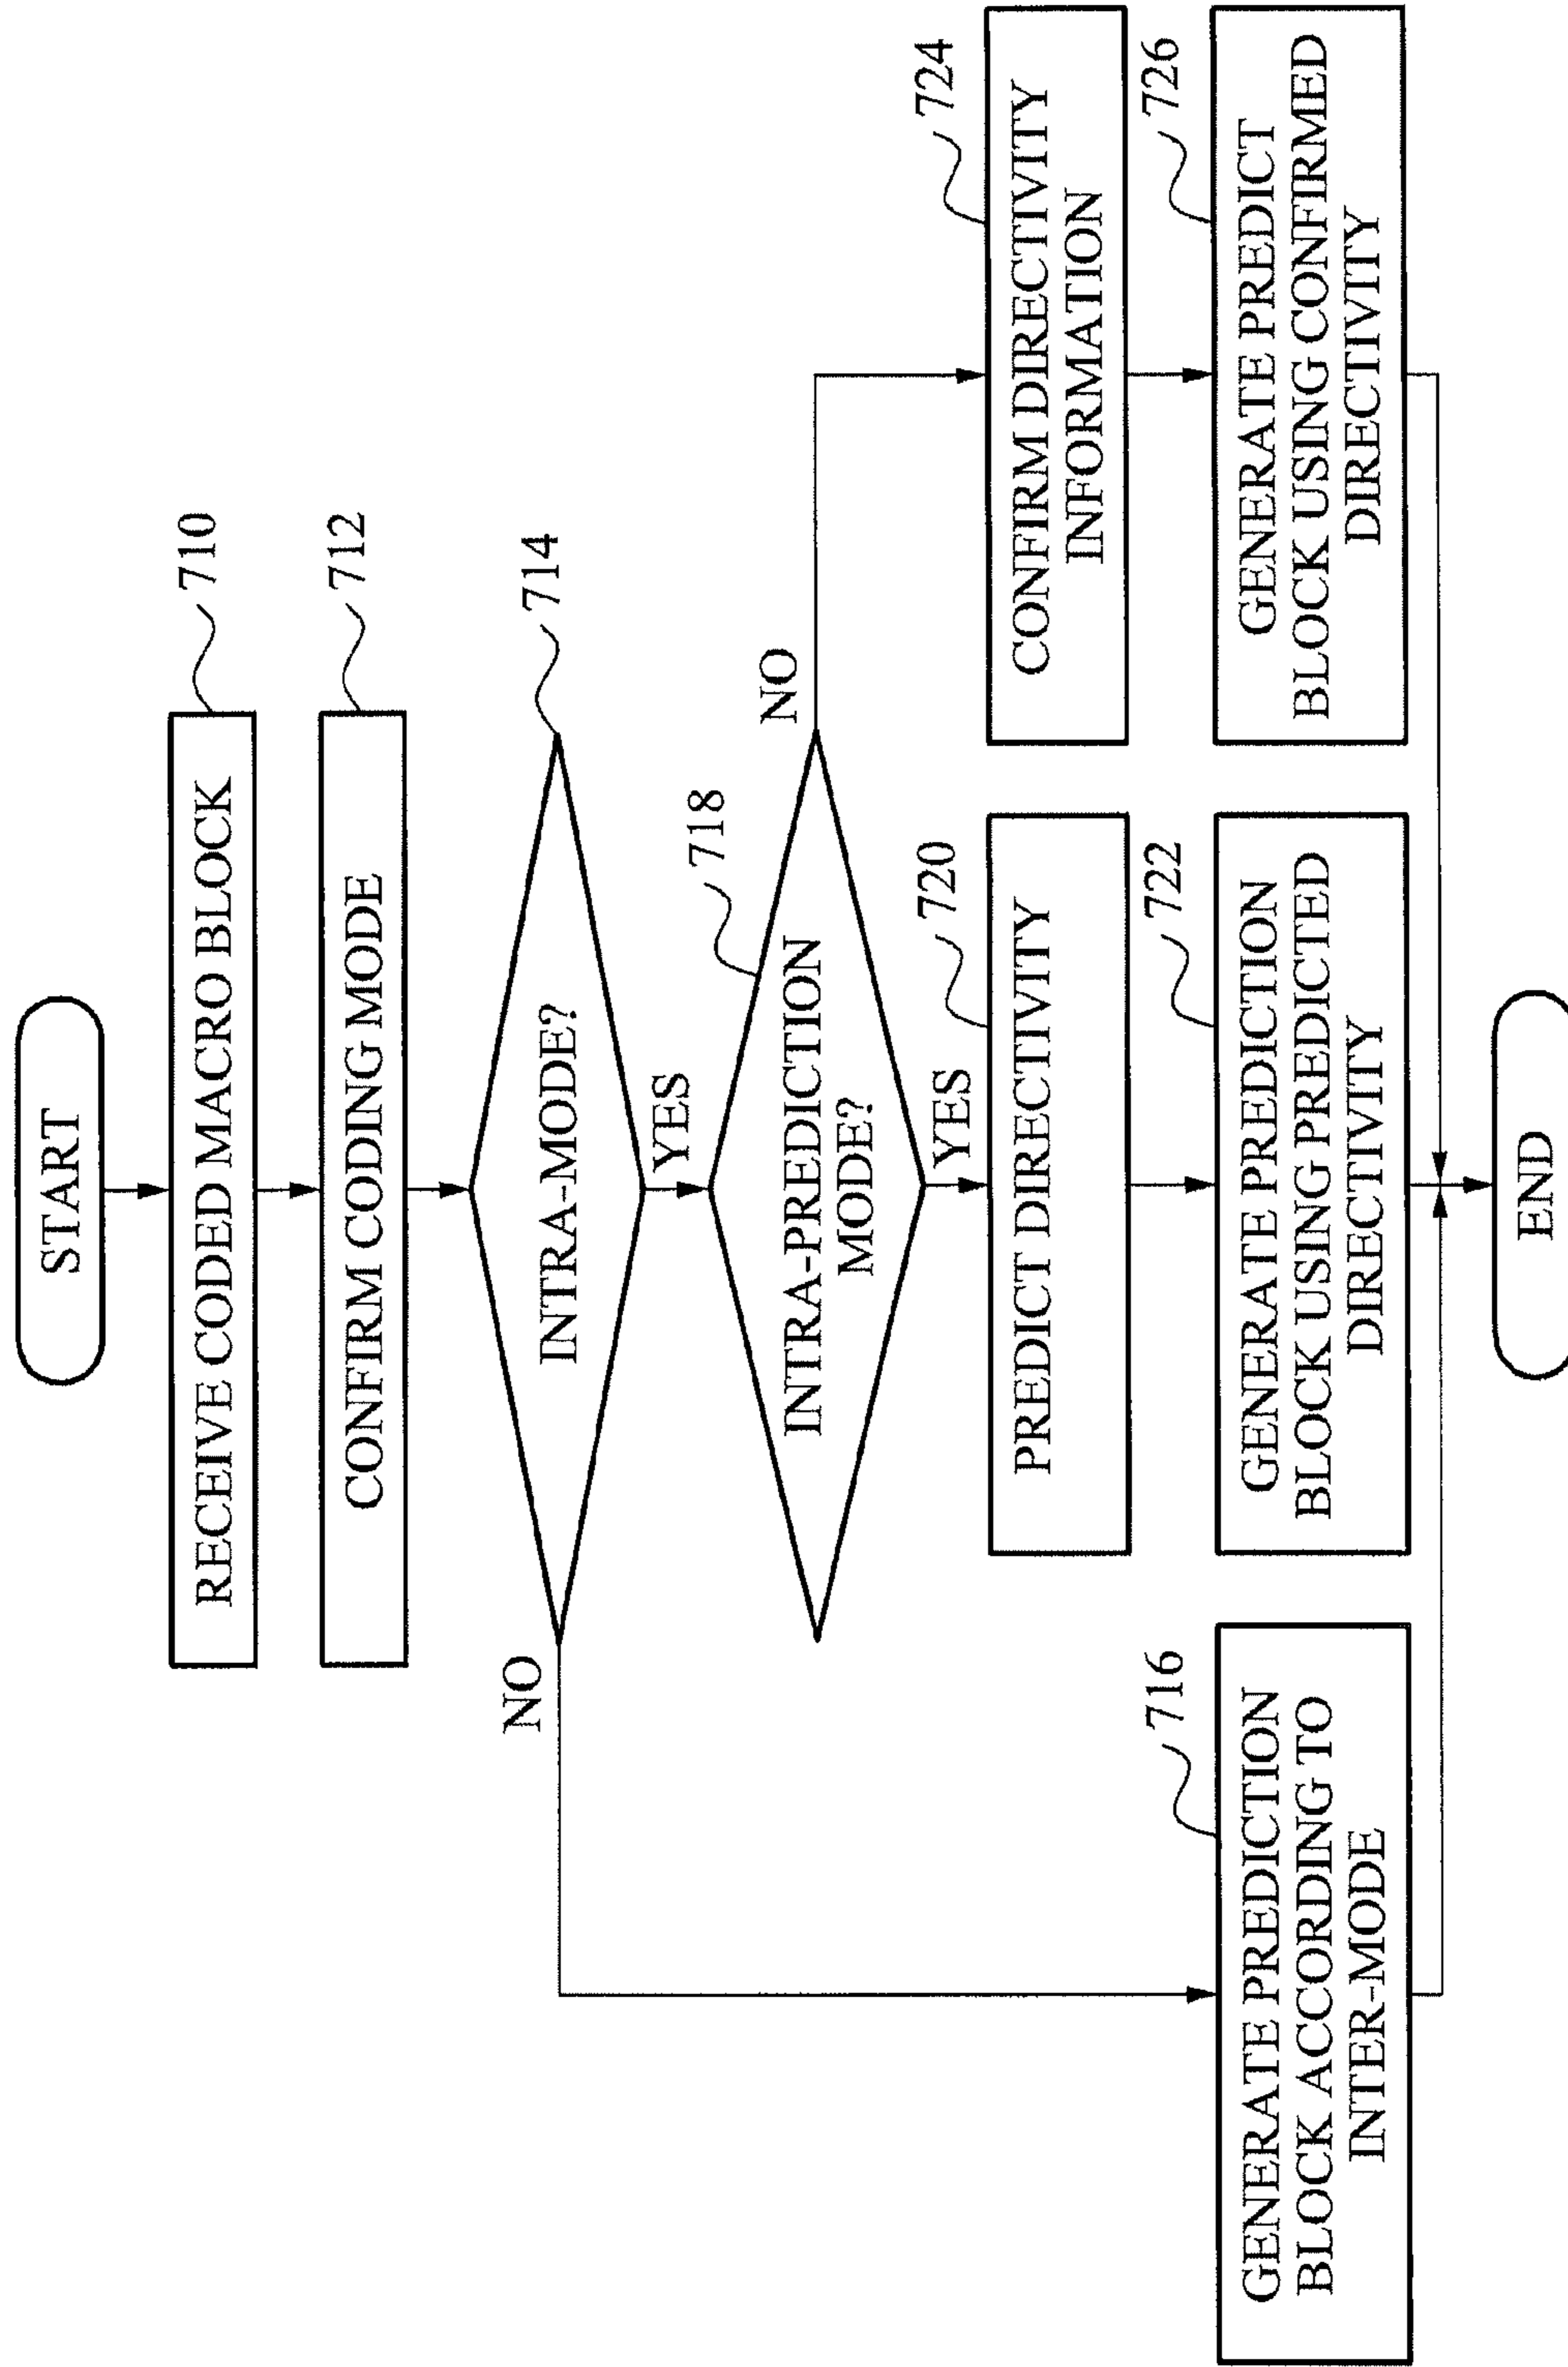 START
RECEIVE CODED MACRO BLOCK
710
CONFIRM CODING MODE
712
714
INTRA-MODE?
NO
YES
718
INTRA-PREDICTION
MODE?
NO
YES
720
PREDICT DIRECTIVITY
724
CONFIRM DIRECTIVITY
INFORMATION
716
GENERATE PREDICTION
BLOCK ACCORDING TO
INTER-MODE
722
GENERATE PREDICTION
BLOCK USING PREDICTED
DIRECTIVITY
726
GENERATE PREDICT
BLOCK USING CONFIRMED
DIRECTIVITY
END